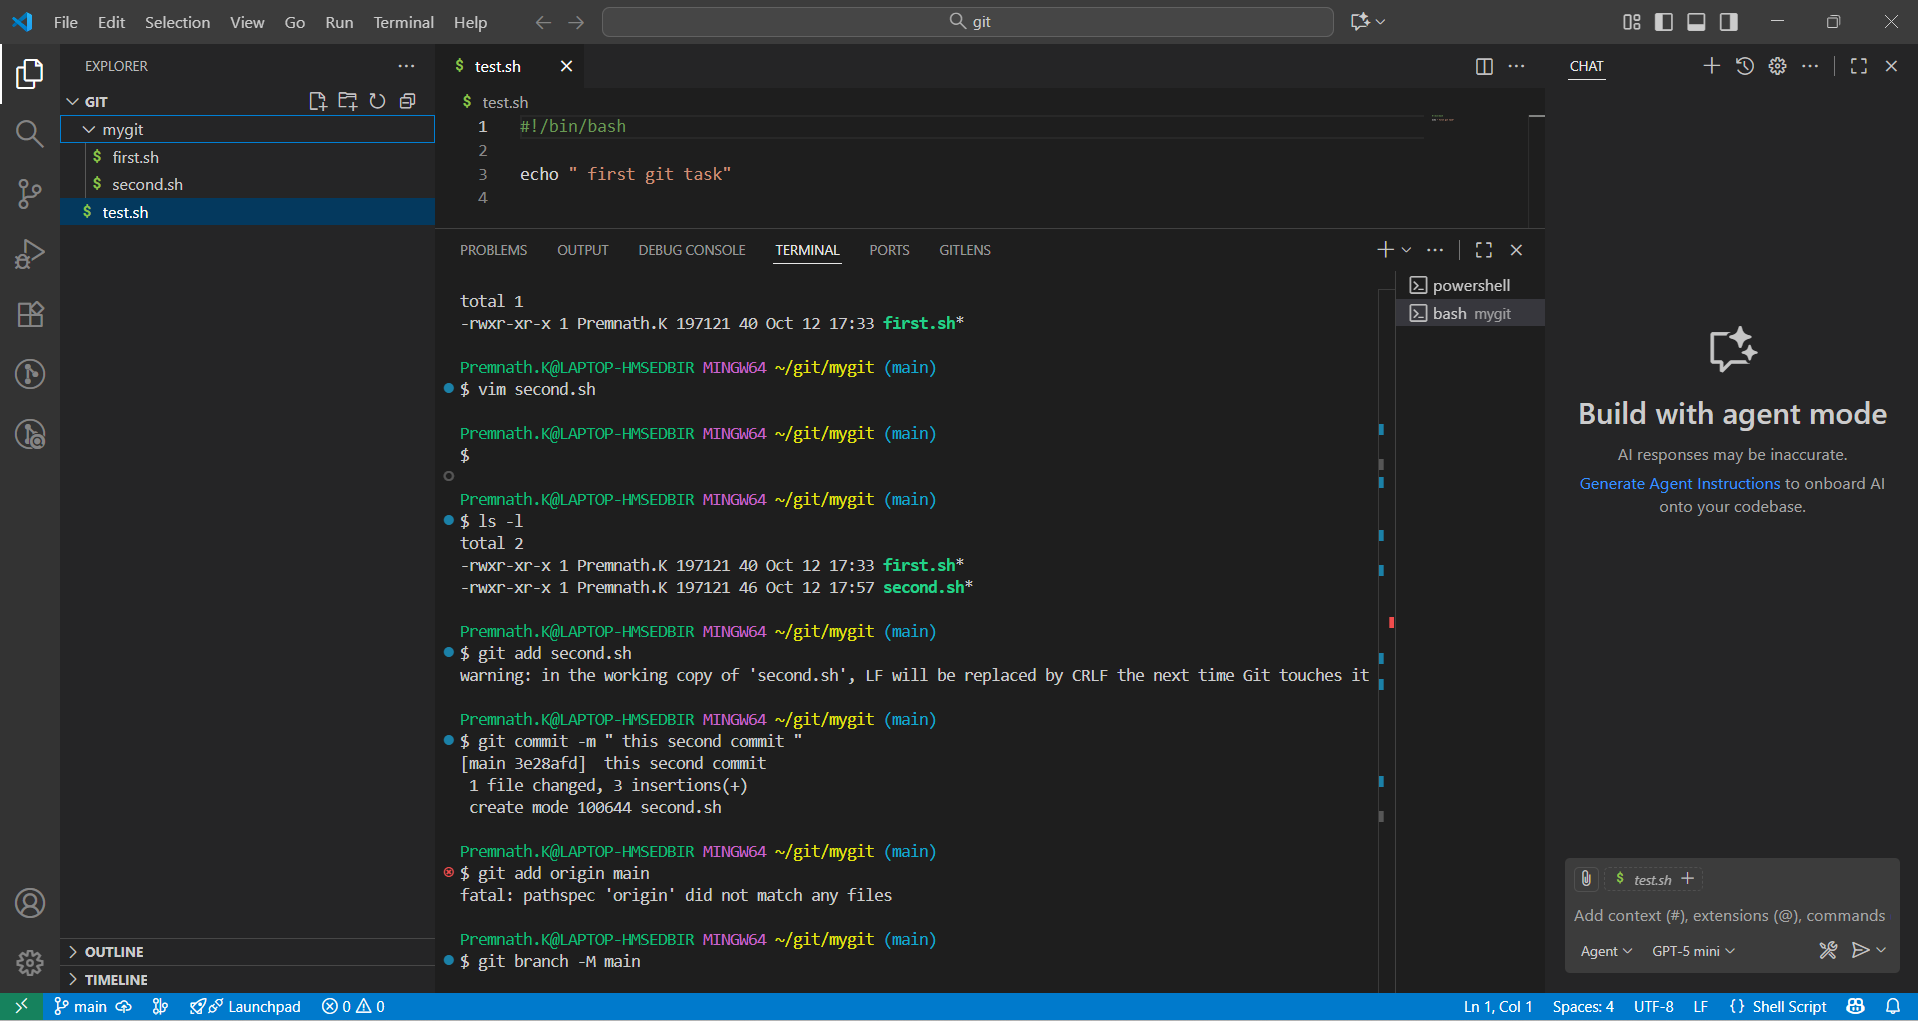 File Edit Selection View Go Run Terminal Help
git
EXPLORER
GIT
mygit
first.sh
second.sh
test.sh
OUTLINE
TIMELINE
test.sh
test.sh
1 #!/bin/bash
2
3 echo " first git task"
4
PROBLEMS OUTPUT DEBUG CONSOLE TERMINAL PORTS GITLENS
total 1
-rwxr-xr-x 1 Premnath.K 197121 40 Oct 12 17:33 first.sh*
Premnath.K@LAPTOP-HMSEDBIR MINGW64 ~/git/mygit (main)
$ vim second.sh
Premnath.K@LAPTOP-HMSEDBIR MINGW64 ~/git/mygit (main)
$
Premnath.K@LAPTOP-HMSEDBIR MINGW64 ~/git/mygit (main)
$ ls -l
total 2
-rwxr-xr-x 1 Premnath.K 197121 40 Oct 12 17:33 first.sh*
-rwxr-xr-x 1 Premnath.K 197121 46 Oct 12 17:57 second.sh*
Premnath.K@LAPTOP-HMSEDBIR MINGW64 ~/git/mygit (main)
$ git add second.sh
warning: in the working copy of 'second.sh', LF will be replaced by CRLF the next time Git touches it
Premnath.K@LAPTOP-HMSEDBIR MINGW64 ~/git/mygit (main)
$ git commit -m " this second commit "
[main 3e28afd]  this second commit
1 file changed, 3 insertions(+)
create mode 100644 second.sh
Premnath.K@LAPTOP-HMSEDBIR MINGW64 ~/git/mygit (main)
$ git add origin main
fatal: pathspec 'origin' did not match any files
Premnath.K@LAPTOP-HMSEDBIR MINGW64 ~/git/mygit (main)
$ git branch -M main
powershell
bash mygit
CHAT
Build with agent mode
AI responses may be inaccurate.
Generate Agent Instructions to onboard AI
onto your codebase.
$ test.sh
Add context (#), extensions (@), commands
Agent GPT-5 mini
main Launchpad 0 0 Ln 1, Col 1 Spaces: 4 UTF-8 LF {} Shell Script